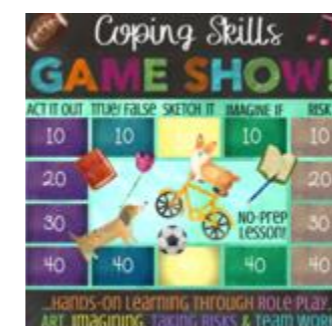 Coping Skills
GAME SHOW!
ACT IT OUT TRUE/FALSE SKETCH IT IMAGINE IF RISK
10 10 10 10
20 20
30 NO-PREP LESSON! 30
40 40 40 40
...HANDS-ON LEARNING THROUGH ROLE PLAY,
ART, IMAGINING, TAKING RISKS & TEAM WORK